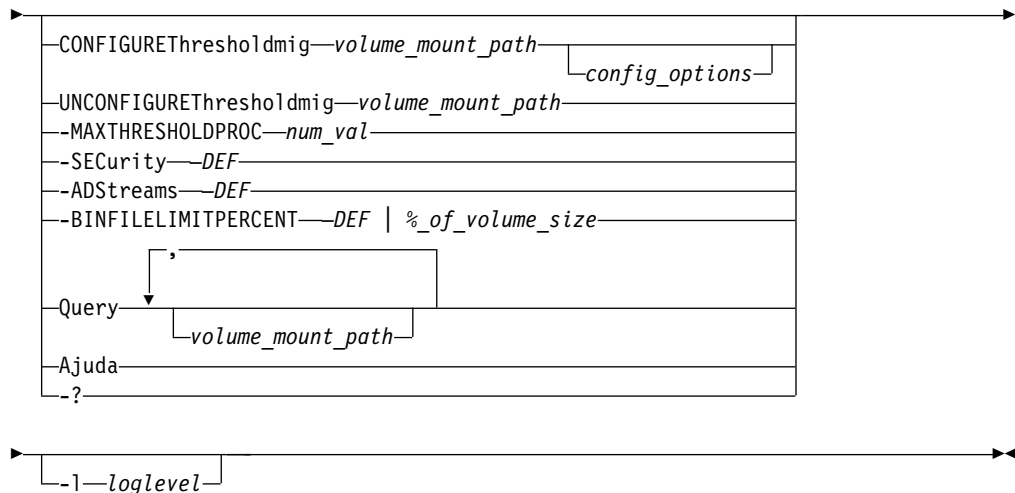 CONFIGUREThresholdmig volume_mount_path
config_options
UNCONFIGUREThresholdmig volume_mount_path
-MAXTHRESHOLDPROC num_val
-SECurity –DEF
-ADStreams –DEF
-BINFILELIMITPERCENT –DEF | %_of_volume_size
,
Query
volume_mount_path
Ajuda
-?
-l loglevel